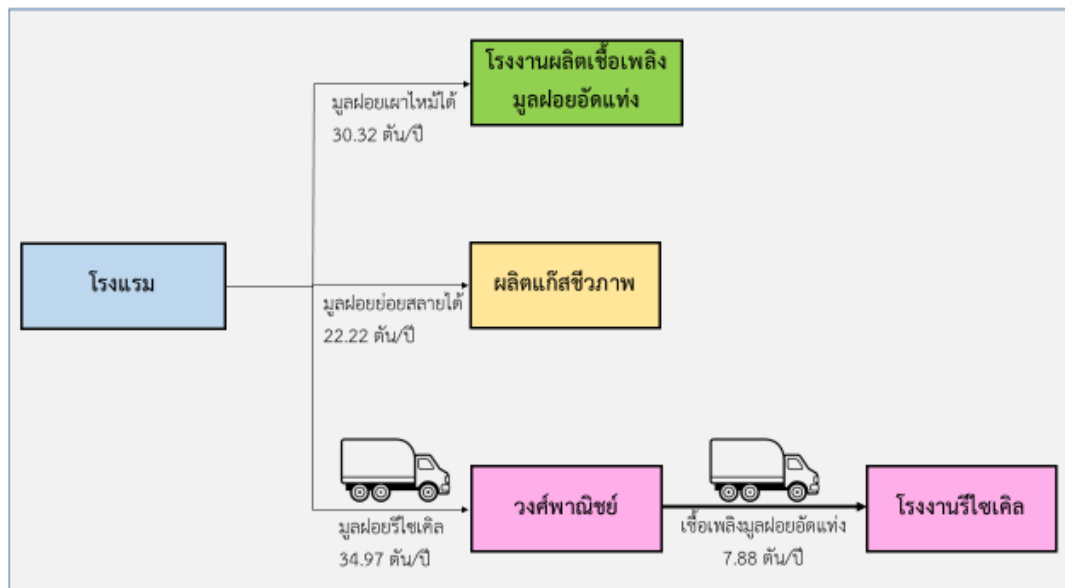 โรงงานผลิตเชื้อเพลิง
มูลฝอยอัดแท่ง
มูลฝอยเผาไหม้ได้
30.32 ตัน/ปี
โรงแรม
ผลิตแก๊สชีวภาพ
มูลฝอยย่อยสลายได้
22.22 ตัน/ปี
วงศ์พาณิชย์
โรงงานรีไซเคิล
มูลฝอยรีไซเคิล
34.97 ตัน/ปี
เชื้อเพลิงมูลฝอยอัดแท่ง
7.88 ตัน/ปี